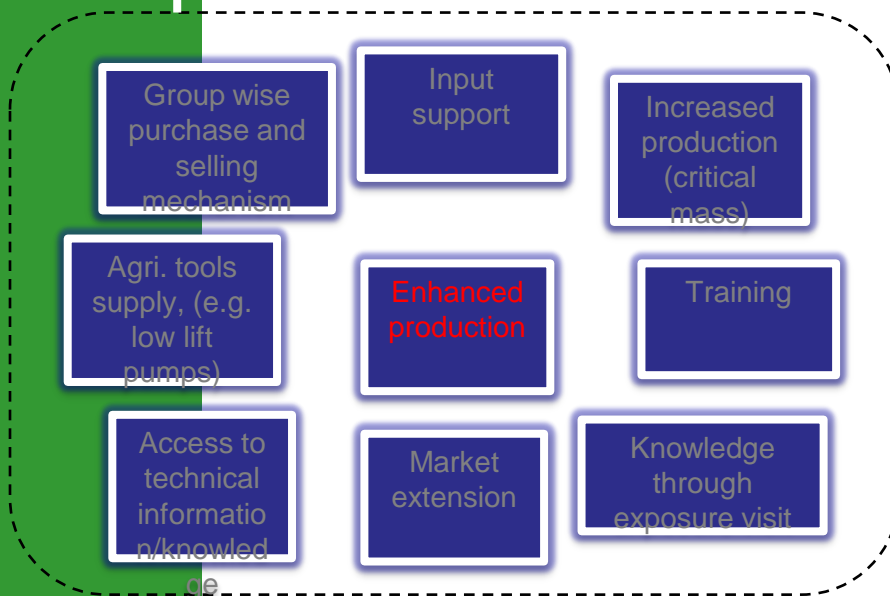 Group wise
purchase and
selling
mechanism
Input
support
Increased
production
(critical
mass)
Agri. tools
supply, (e.g.
low lift
pumps)
Enhanced
production
Training
Access to
technical
informatio
n/knowled
ge
Market
extension
Knowledge
through
exposure visit